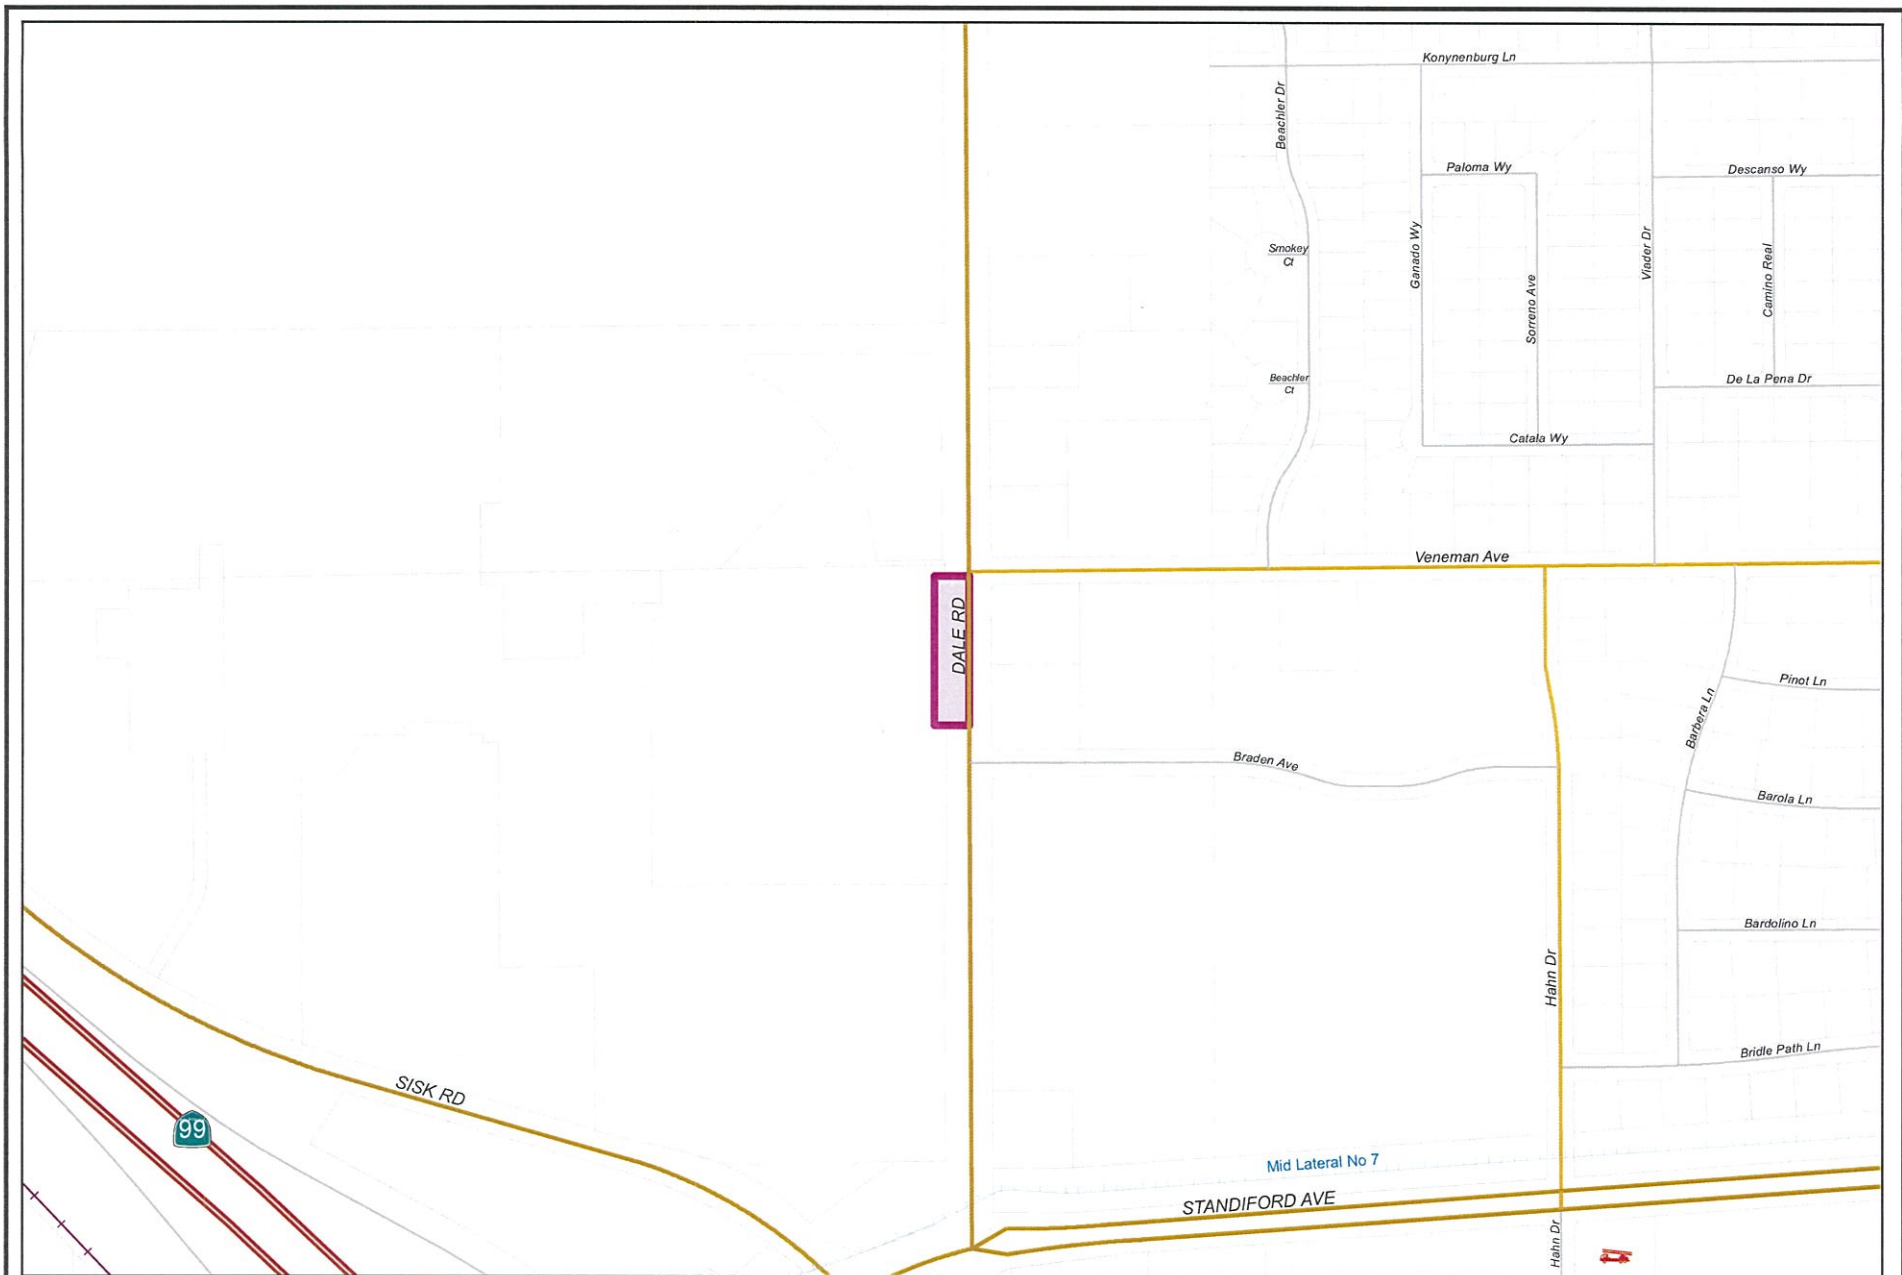 Konynenburg Ln
Beachler Dr
Paloma Wy
Descanso Wy
Smokey
Ct
Ganado Wy
Viader Dr
Camino Real
Sorreno Ave
Beachler
Ct
De La Pena Dr
Catala Wy
Veneman Ave
DALE RD
Pinot Ln
Barbera Ln
Braden Ave
Barola Ln
Bardolino Ln
Hahn Dr
Bridle Path Ln
SISK RD
99
Mid Lateral No 7
STANDIFORD AVE
Hahn Dr